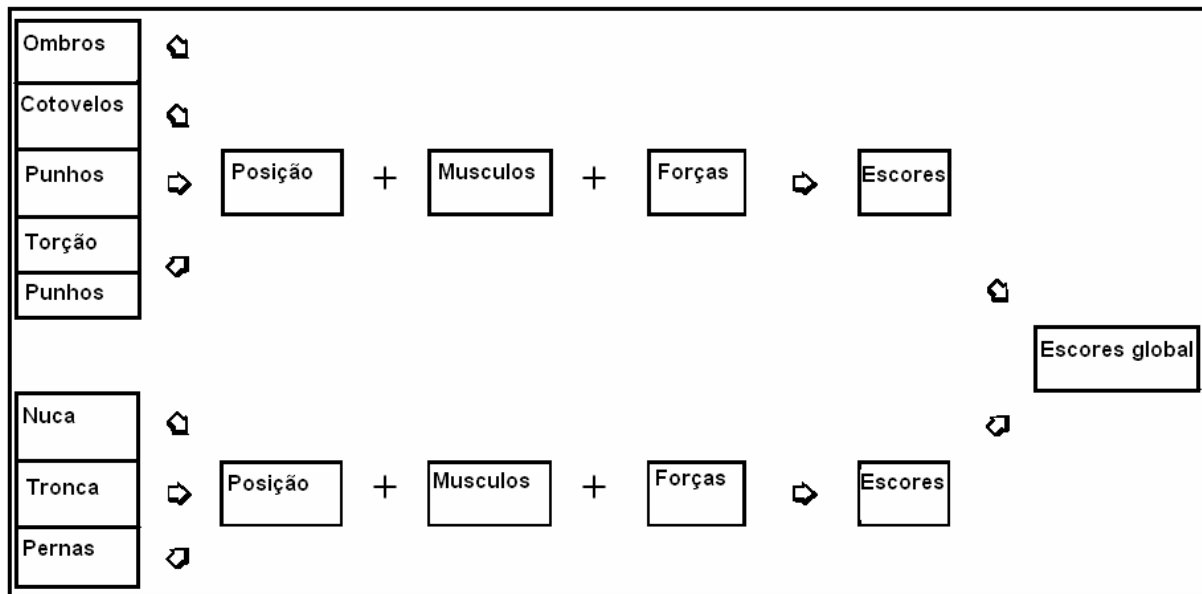 Ombros
Cotovelos
Punhos
Torção
Punhos
Posição + Musculos + Forças Escores
Escores global
Nuca
Tronca
Pernas
Posição + Musculos + Forças Escores